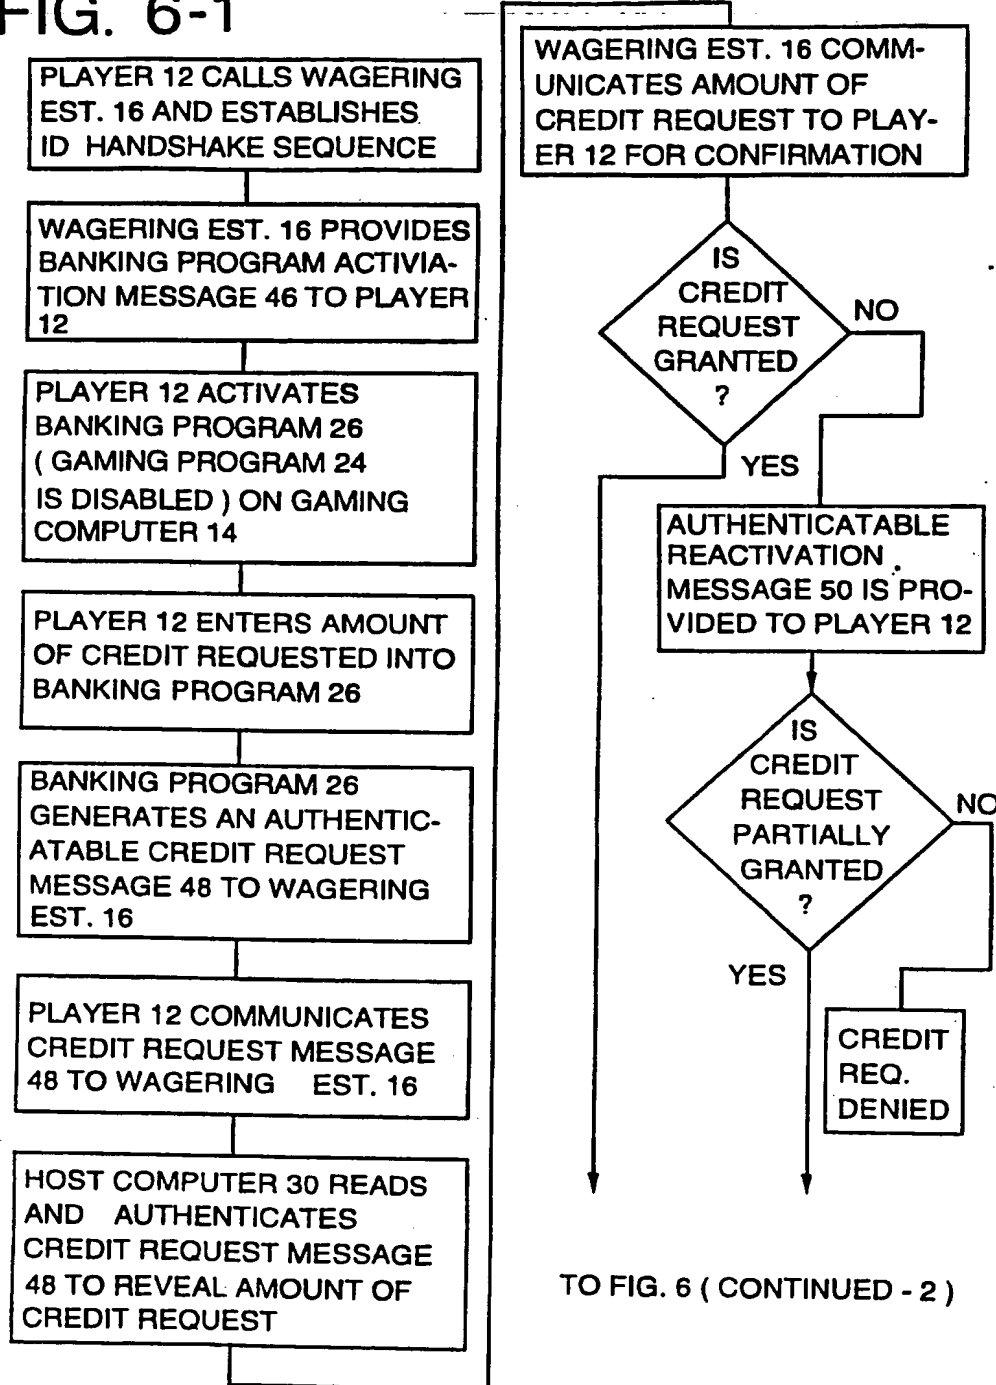 FIG. 6-1
PLAYER 12 CALLS WAGERING
EST. 16 AND ESTABLISHES
ID HANDSHAKE SEQUENCE
WAGERING EST. 16 PROVIDES
BANKING PROGRAM ACTIVIA-
TION MESSAGE 46 TO PLAYER
12
PLAYER 12 ACTIVATES
BANKING PROGRAM 26
( GAMING PROGRAM 24
IS DISABLED ) ON GAMING
COMPUTER 14
PLAYER 12 ENTERS AMOUNT
OF CREDIT REQUESTED INTO
BANKING PROGRAM 26
BANKING PROGRAM 26
GENERATES AN AUTHENTIC-
ATABLE CREDIT REQUEST
MESSAGE 48 TO WAGERING
EST. 16
PLAYER 12 COMMUNICATES
CREDIT REQUEST MESSAGE
48 TO WAGERING EST. 16
HOST COMPUTER 30 READS
AND AUTHENTICATES
CREDIT REQUEST MESSAGE
48 TO REVEAL AMOUNT OF
CREDIT REQUEST
WAGERING EST. 16 COMM-
UNICATES AMOUNT OF
CREDIT REQUEST TO PLAY-
ER 12 FOR CONFIRMATION
IS
CREDIT
REQUEST
GRANTED
?
NO
YES
AUTHENTICATABLE
REACTIVATION
MESSAGE 50 IS PRO-
VIDED TO PLAYER 12
IS
CREDIT
REQUEST
PARTIALLY
GRANTED
?
NO
YES
CREDIT
REQ.
DENIED
TO FIG. 6 ( CONTINUED - 2 )